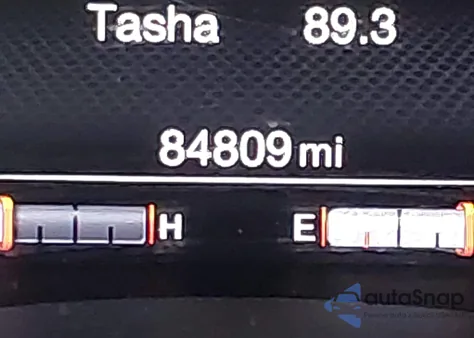 Tasha 89.3
84809 mi
H E
autoSnap